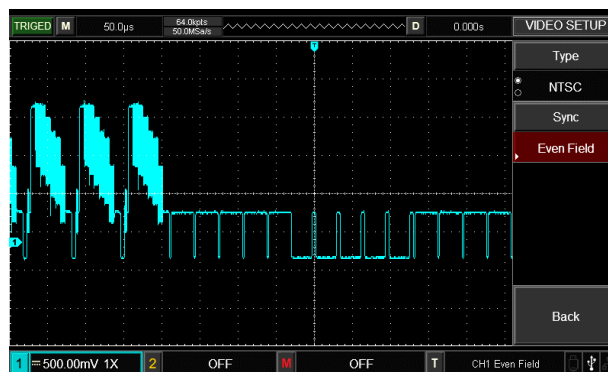 TRIGED M 50.0μs 64.0kpts D 0.000s VIDEO SETUP
50.0MSa/s
T
Type
NTSC
Sync
Even Field
1
Back
1 500.00mV 1X 2 OFF M OFF T CH1 Even Field